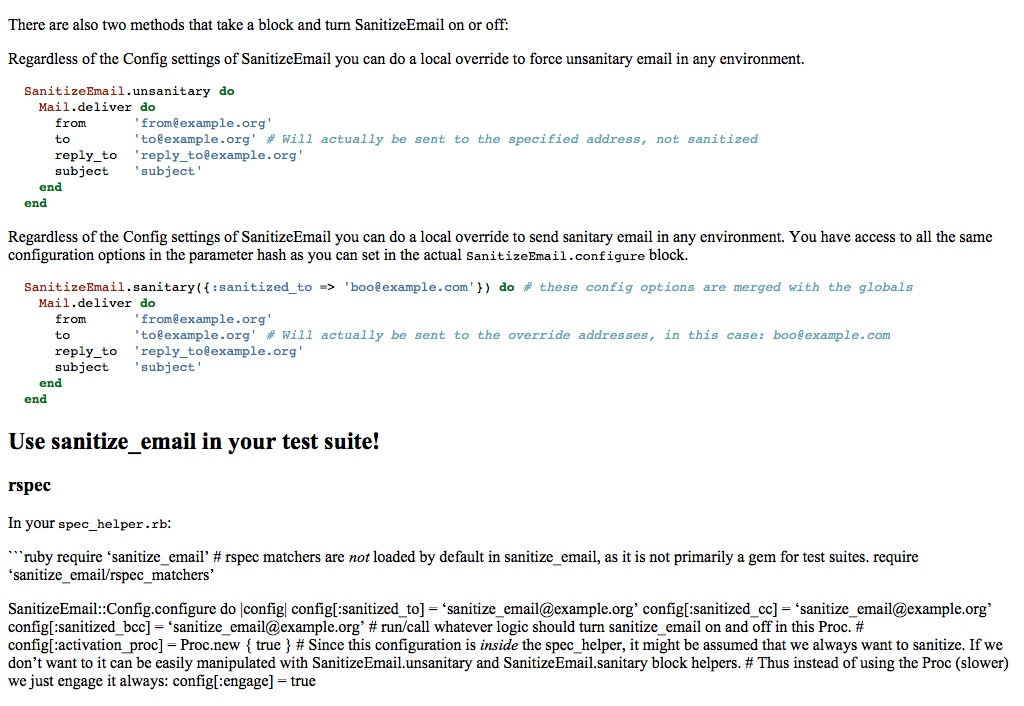 There are also two methods that take a block and turn SanitizeEmail on or off:
Regardless of the Config settings of SanitizeEmail you can do a local override to force unsanitary email in any environment.
SanitizeEmail.unsanitary do
  Mail.deliver do
    from      'from@example.org'
    to        'to@example.org' # Will actually be sent to the specified address, not sanitized
    reply_to  'reply_to@example.org'
    subject   'subject'
  end
end
Regardless of the Config settings of SanitizeEmail you can do a local override to send sanitary email in any environment. You have access to all the same
configuration options in the parameter hash as you can set in the actual SanitizeEmail.configure block.
SanitizeEmail.sanitary({:sanitized_to => 'boo@example.com'}) do # these config options are merged with the globals
  Mail.deliver do
    from      'from@example.org'
    to        'to@example.org' # Will actually be sent to the override addresses, in this case: boo@example.com
    reply_to  'reply_to@example.org'
    subject   'subject'
  end
end
Use sanitize_email in your test suite!
rspec
In your spec_helper.rb:
```ruby require ‘sanitize_email’ # rspec matchers are not loaded by default in sanitize_email, as it is not primarily a gem for test suites. require
‘sanitize_email/rspec_matchers’
SanitizeEmail::Config.configure do |config| config[:sanitized_to] = ‘sanitize_email@example.org’ config[:sanitized_cc] = ‘sanitize_email@example.org’
config[:sanitized_bcc] = ‘sanitize_email@example.org’ # run/call whatever logic should turn sanitize_email on and off in this Proc. #
config[:activation_proc] = Proc.new { true } # Since this configuration is inside the spec_helper, it might be assumed that we always want to sanitize. If we
don’t want to it can be easily manipulated with SanitizeEmail.unsanitary and SanitizeEmail.sanitary block helpers. # Thus instead of using the Proc (slower)
we just engage it always: config[:engage] = true